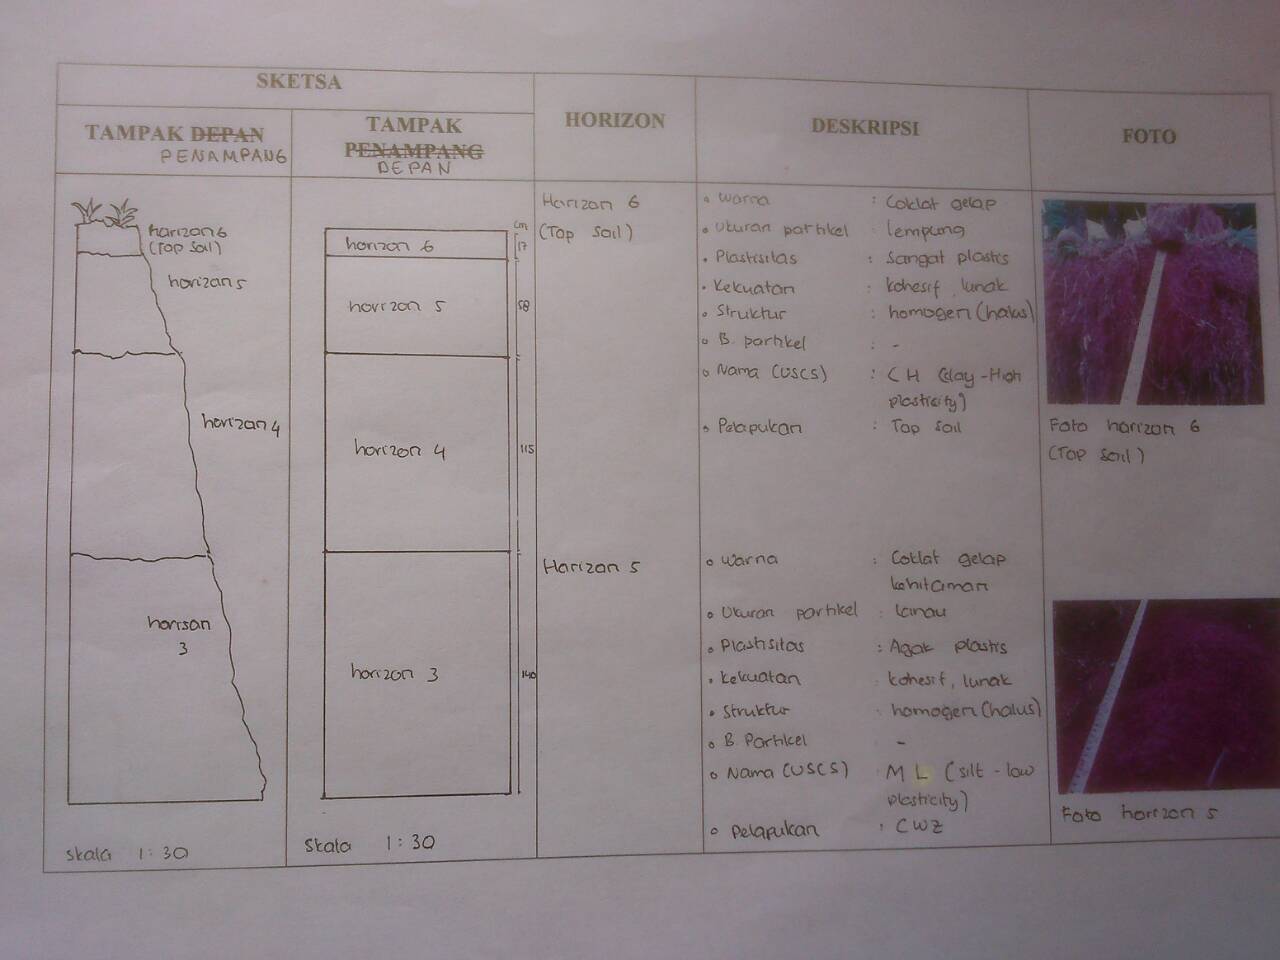 SKETSA
TAMPAK DEPAN
PENAMPANG
TAMPAK
PENAMPANG
DEPAN
HORIZON
DESKRIPSI
FOTO
horizon 6
(Top soil)
horizon 5
horizon 4
horison
3
Skala 1 : 30
cm
horizon 6
17
horizon 5
58
horizon 4
115
horizon 3
140
Skala 1 : 30
Horizon 6
(Top soil)
Warna : Coklat gelap
Ukuran partikel : lempung
Plastisitas : Sangat plastis
Kekuatan : kohesif, lunak
Struktur : homogen (halus)
B. partikel : -
Nama (USCS) : CH (clay - High
plasticity)
Pelapukan : Top soil
Foto horizon 6
(Top soil)
Horizon 5
Warna : Coklat gelap
kehitaman
Ukuran partikel : lanau
Plastisitas : Agak plastis
Kekuatan : kohesif, lunak
Struktur : homogen (halus)
B. Partikel : -
Nama (USCS) : ML (silt - low
plasticity)
Pelapukan : CWZ
Foto horizon 5